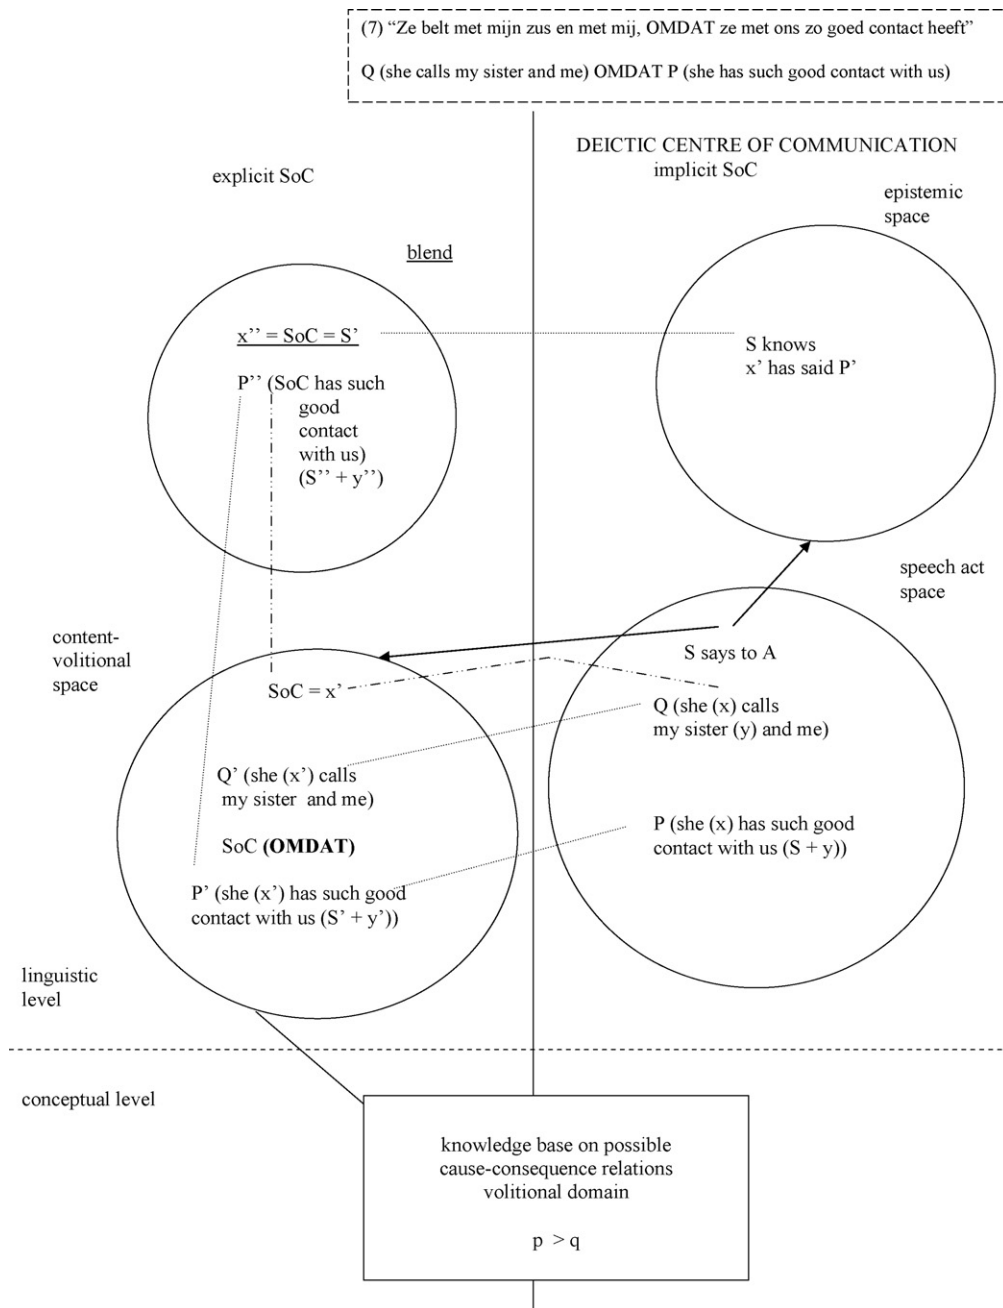 (7) “Ze belt met mijn zus en met mij, OMDAT ze met ons zo goed contact heeft”
Q (she calls my sister and me) OMDAT P (she has such good contact with us)
DEICTIC CENTRE OF COMMUNICATION
implicit SoC
explicit SoC
epistemic
space
blend
x’’ = SoC = S’
P’’ (SoC has such
good
contact
with us)
(S’’ + y’’)
S knows
x’ has said P’
speech act
space
content-
volitional
space
S says to A
SoC = x’
Q (she (x) calls
my sister (y) and me)
Q’ (she (x’) calls
my sister and me)
SoC (OMDAT)
P (she (x) has such good
contact with us (S + y))
P’ (she (x’) has such good
contact with us (S’ + y’))
linguistic
level
conceptual level
knowledge base on possible
cause-consequence relations
volitional domain
p > q